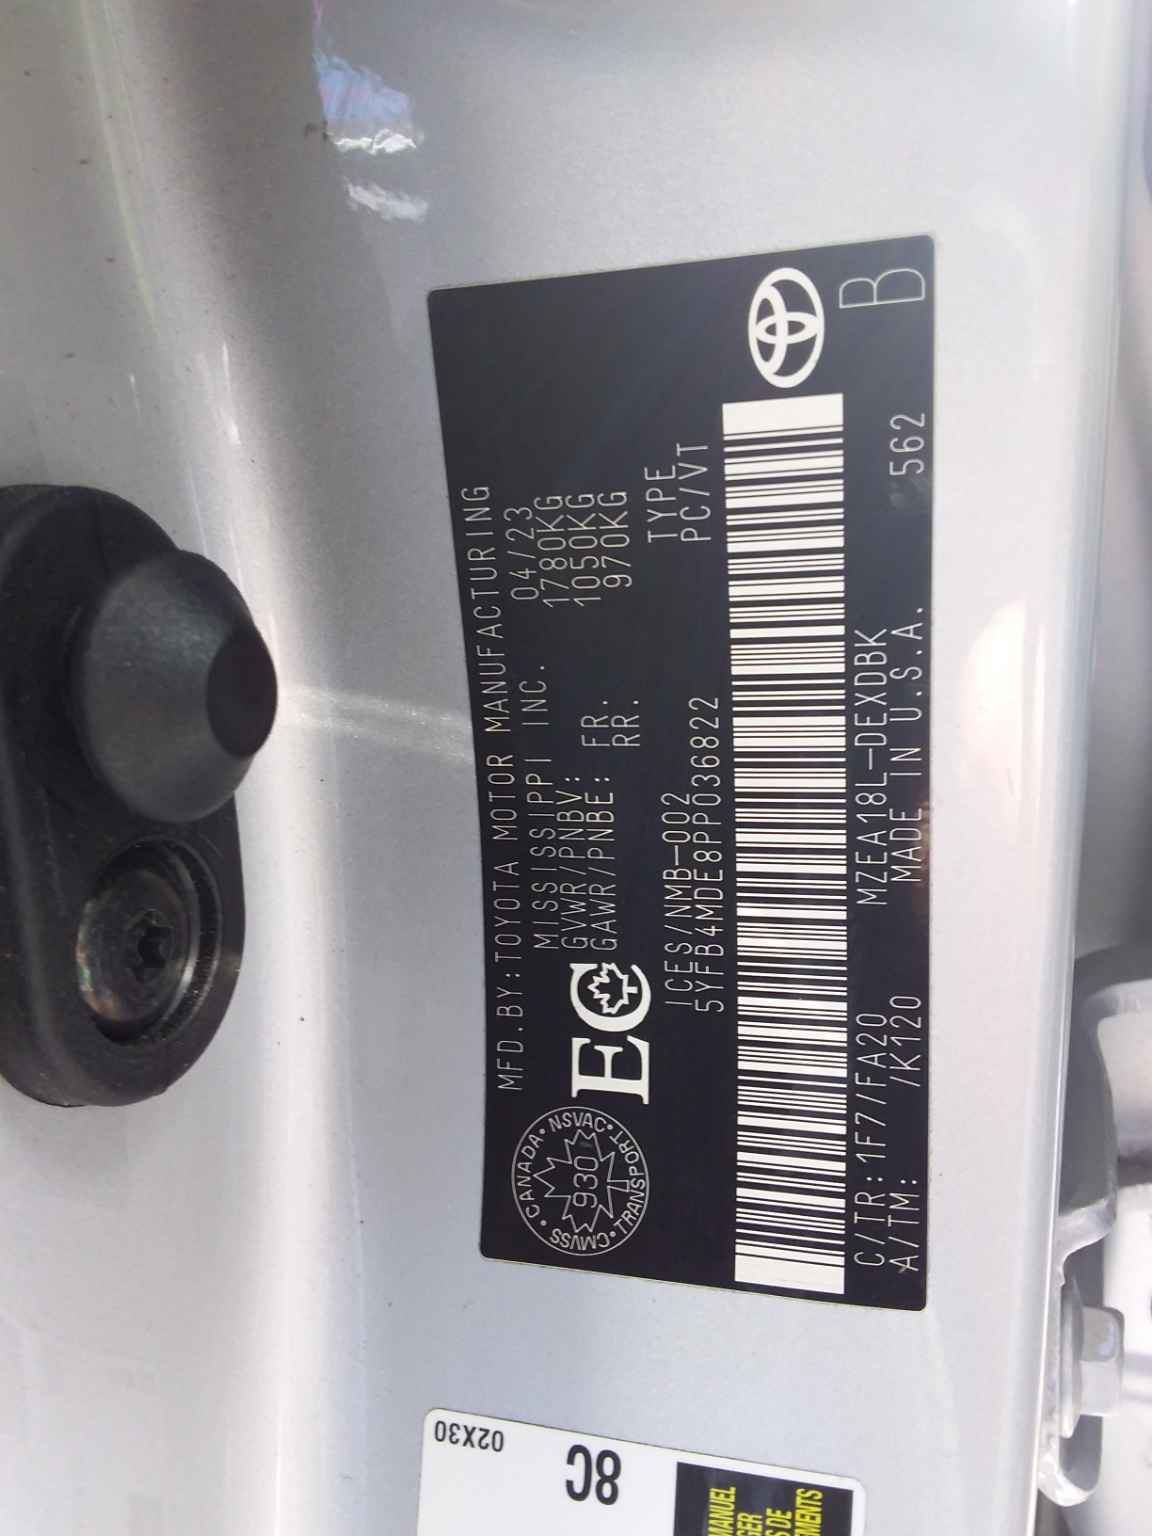 MFD.BY:TOYOTA MOTOR MANUFACTURING
MISSISSIPPI INC. 04/23
GVWR/PNBV: 1780KG
GAWR/PNBE: FR. 1050KG
RR. 970KG
EC
CANADA • NSVAC • TRANSPORT • CMVSS •
930
ICES/NMB-002 TYPE
5YFB4MDE8PP036822 PC/VT
C/TR:1F7/FA20 MZEA18L-DEXDBK B
A/TM: /K120 MADE IN U.S.A. 562
02X30
8C
MANUEL